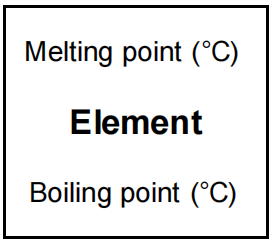 Melting point (°C)
Element
Boiling point (°C)